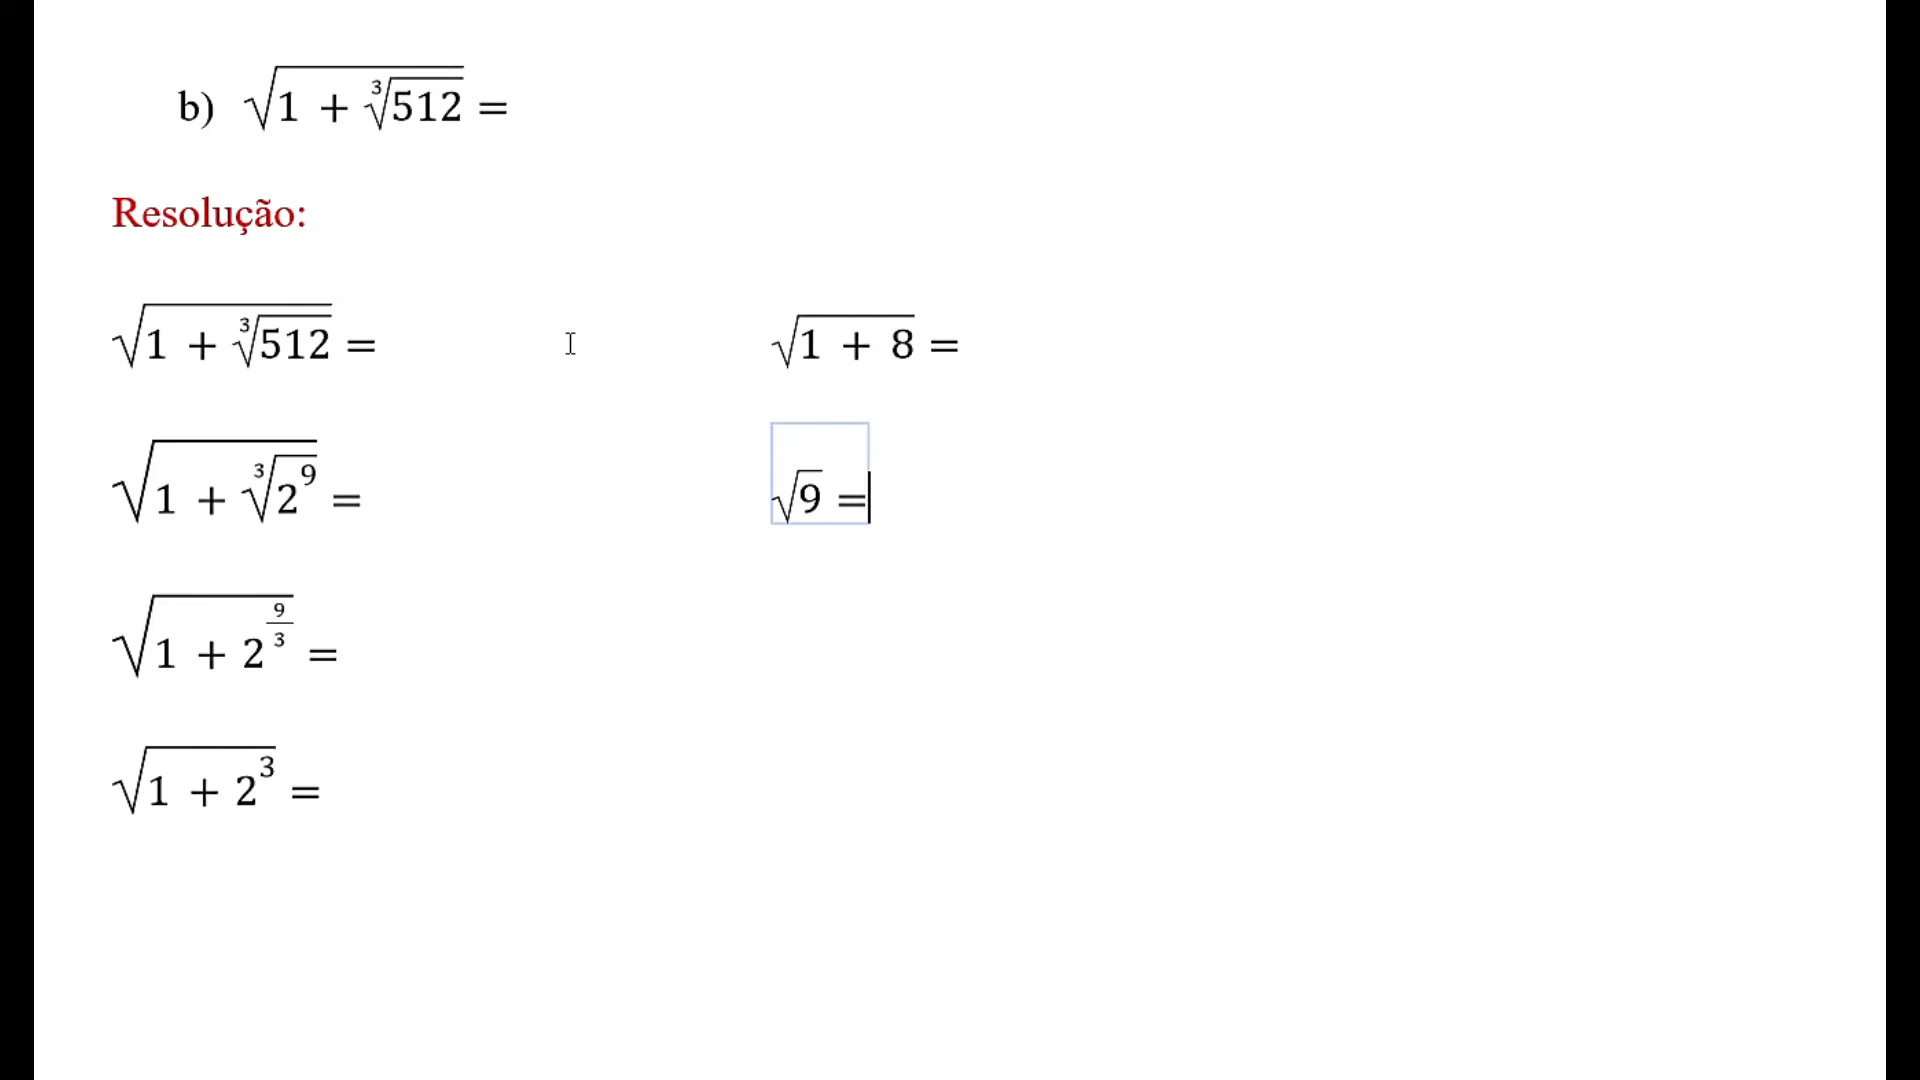 b) √(1 + ∛512) =
Resolução:
√(1 + ∛512) =
√(1 + ∛(2⁹)) =
√(1 + 2^(9/3)) =
√(1 + 2³) =
√(1 + 8) =
√9 =